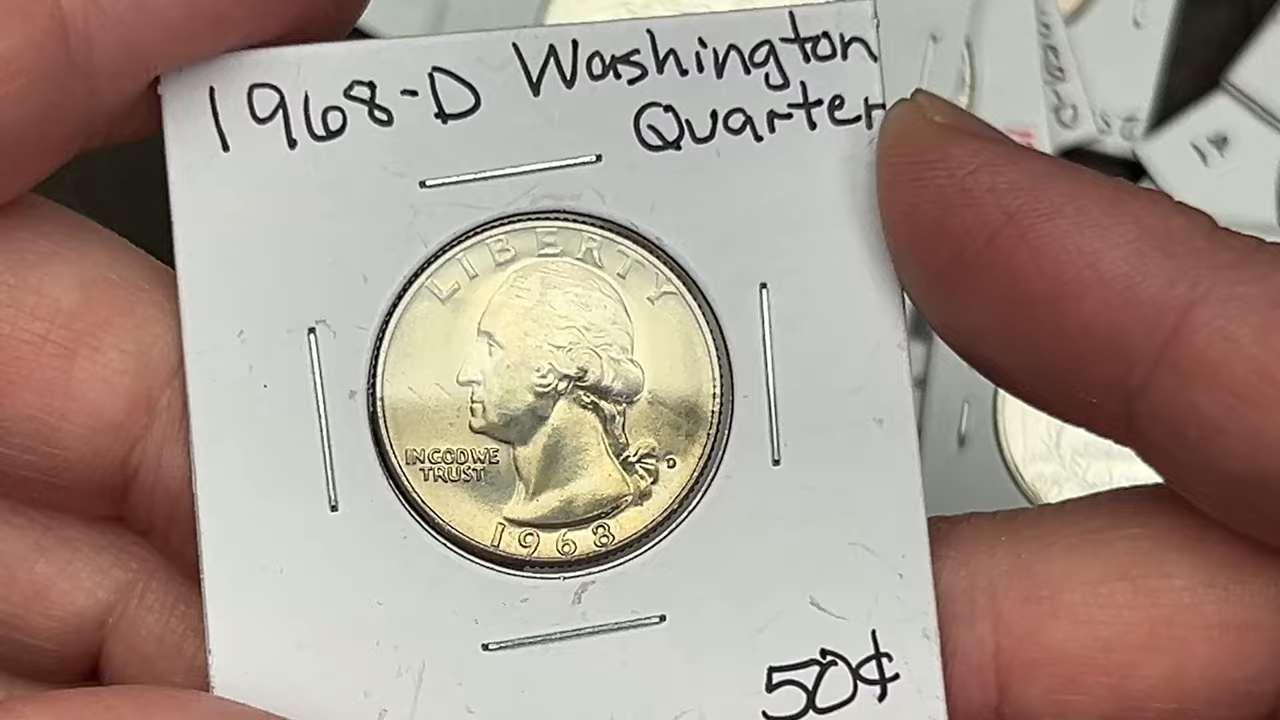 1968-D Washington
Quarter
LIBERTY
IN GOD WE
TRUST
D
1968
50¢